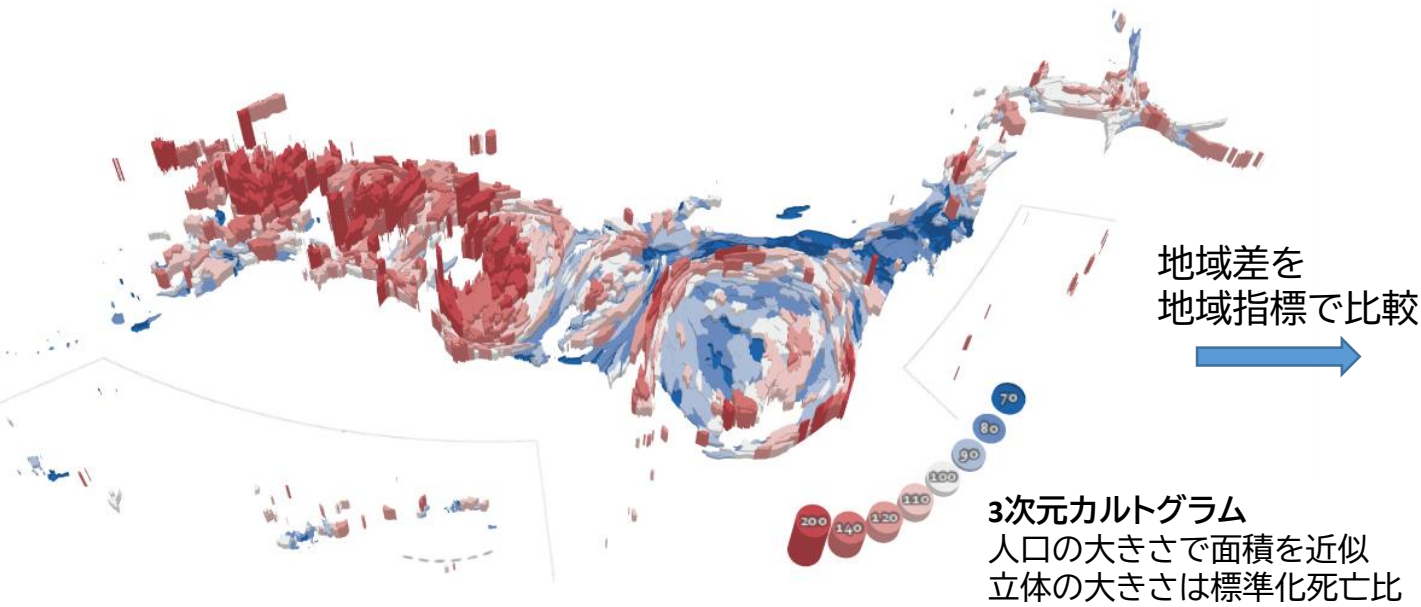 地域差を
地域指標で比較
70
80
90
100
110
120
140
200
3次元カルトグラム
人口の大きさで面積を近似
立体の大きさは標準化死亡比